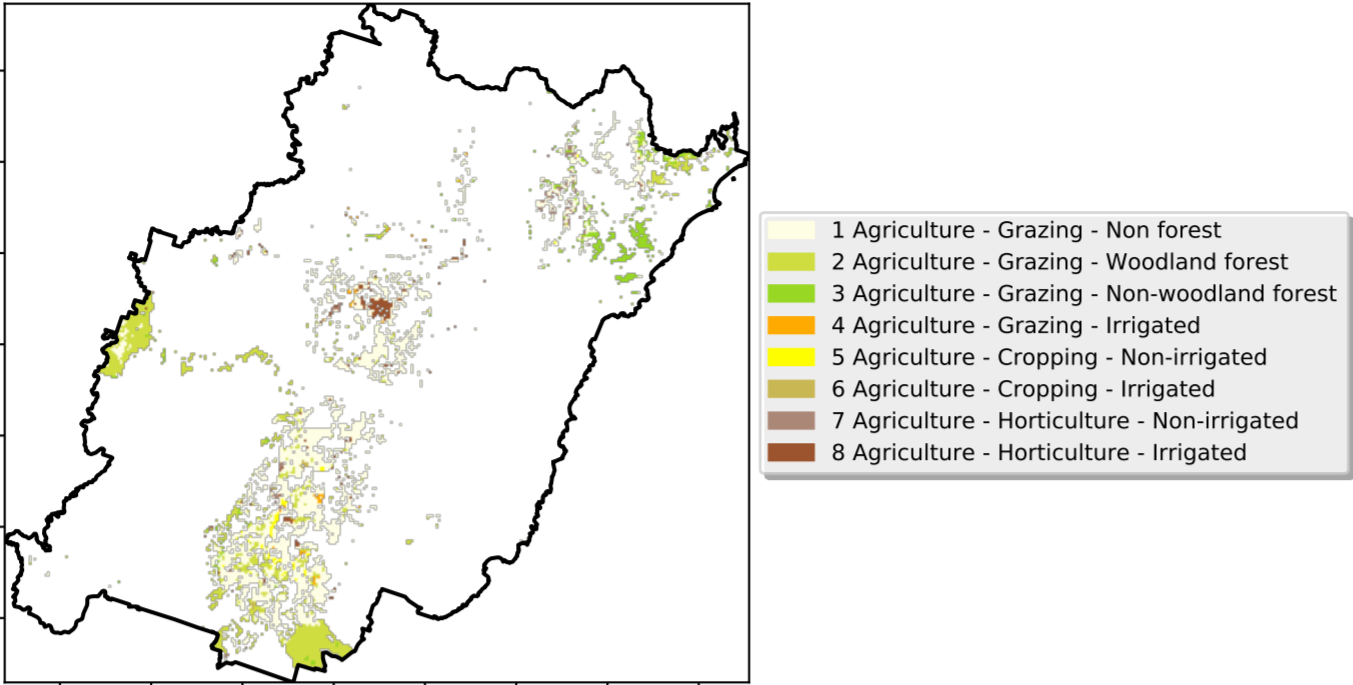 1 Agriculture - Grazing - Non forest
2 Agriculture - Grazing - Woodland forest
3 Agriculture - Grazing - Non-woodland forest
4 Agriculture - Grazing - Irrigated
5 Agriculture - Cropping - Non-irrigated
6 Agriculture - Cropping - Irrigated
7 Agriculture - Horticulture - Non-irrigated
8 Agriculture - Horticulture - Irrigated